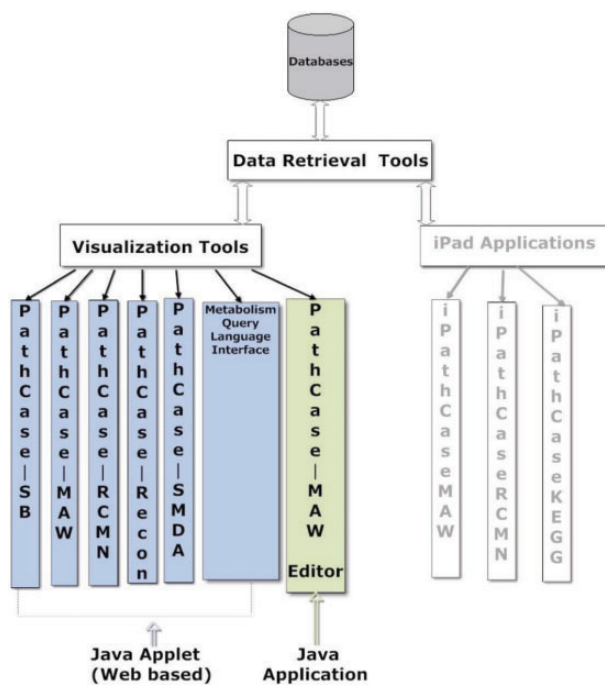 Databases
Data Retrieval Tools
Visualization Tools
iPad Applications
PathCase|SB
PathCase|MAW
PathCase|RCMN
PathCase|Recon
PathCase|SMDA
Metabolism
Query
Language
Interface
PathCase|MAW
Editor
iPathCaseMAW
iPathCaseRCMN
iPathCaseKEGG
Java Applet
(Web based)
Java
Application